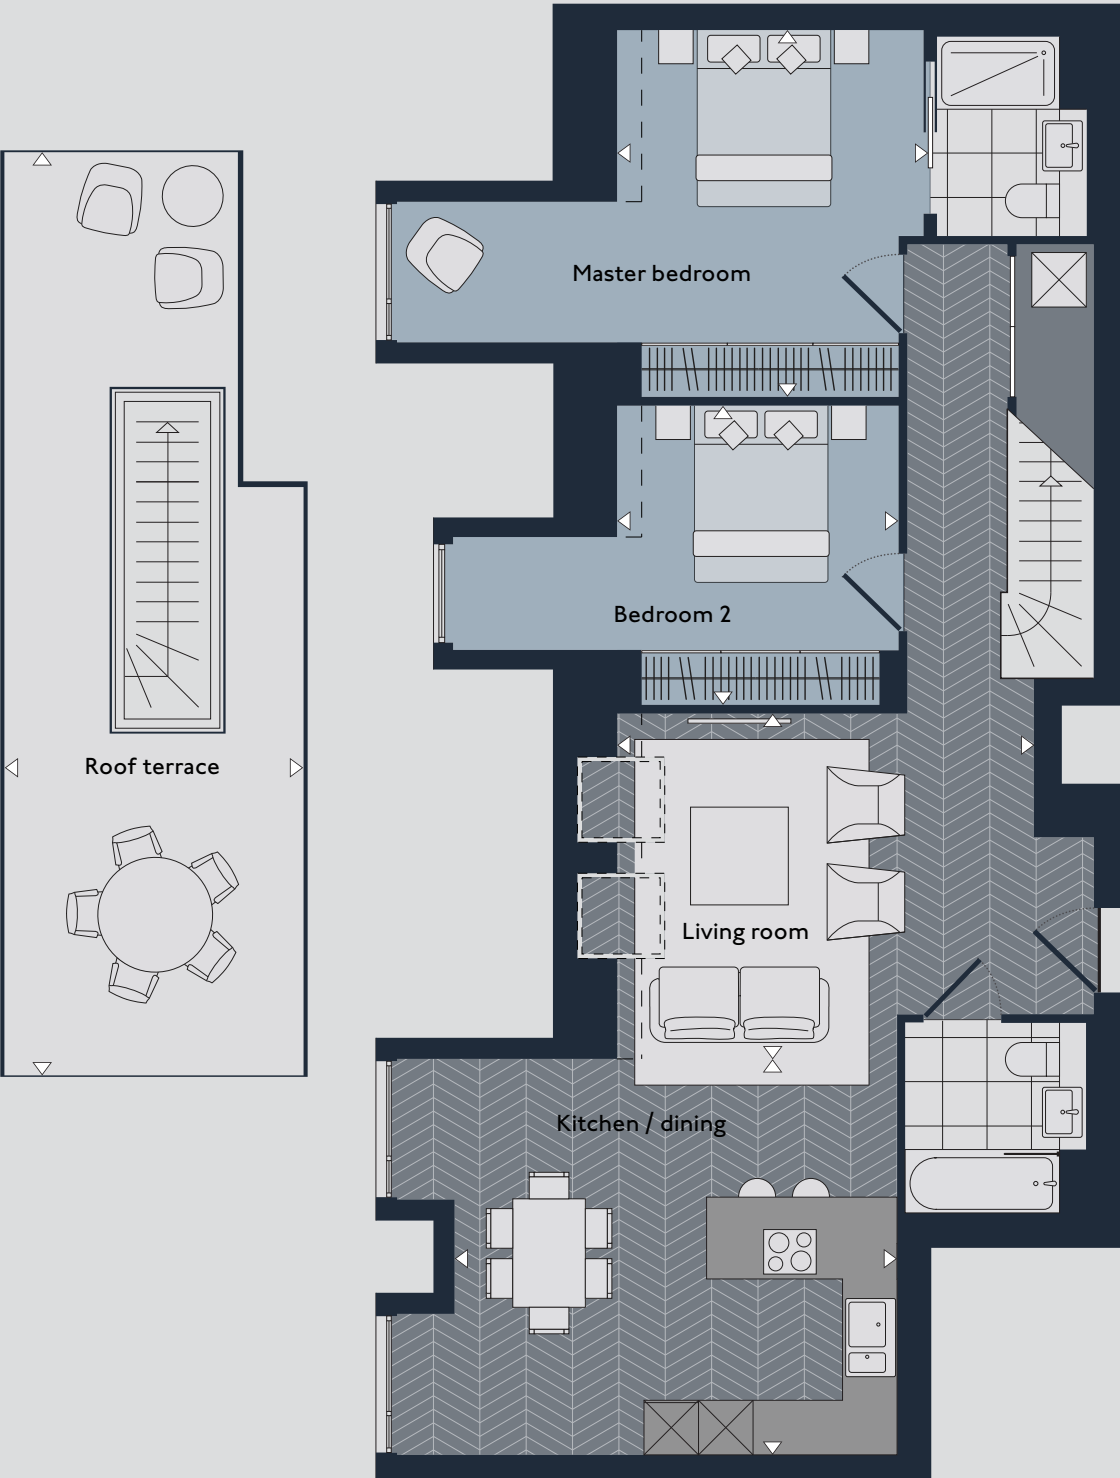 Master bedroom
Bedroom 2
Roof terrace
Living room
Kitchen / dining